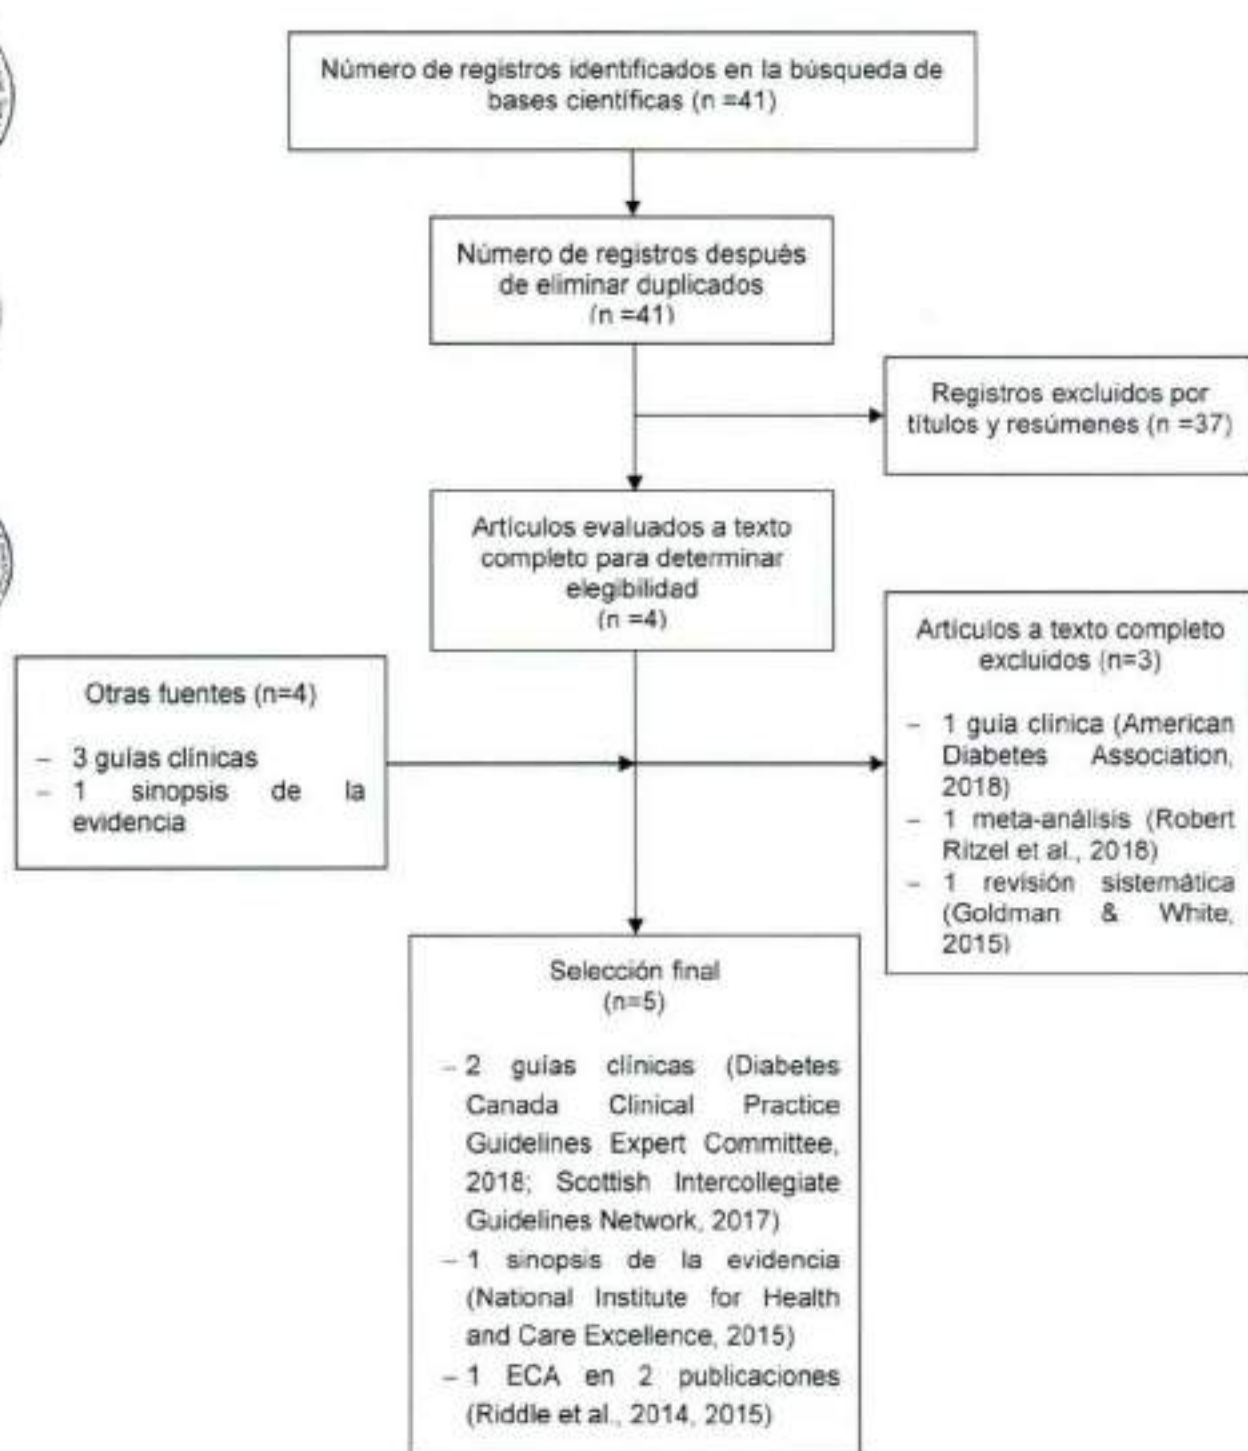 Número de registros identificados en la búsqueda de
bases científicas (n =41)
Número de registros después
de eliminar duplicados
(n =41)
Registros excluidos por
títulos y resúmenes (n =37)
Artículos evaluados a texto
completo para determinar
elegibilidad
(n =4)
Otras fuentes (n=4)
– 3 guías clínicas
– 1 sinopsis de la
evidencia
Artículos a texto completo
excluidos (n=3)
– 1 guía clínica (American
Diabetes Association,
2018)
– 1 meta-análisis (Robert
Ritzel et al., 2018)
– 1 revisión sistemática
(Goldman & White,
2015)
Selección final
(n=5)
– 2 guías clínicas (Diabetes
Canada Clinical Practice
Guidelines Expert Committee,
2018; Scottish Intercollegiate
Guidelines Network, 2017)
– 1 sinopsis de la evidencia
(National Institute for Health
and Care Excellence, 2015)
– 1 ECA en 2 publicaciones
(Riddle et al., 2014, 2015)